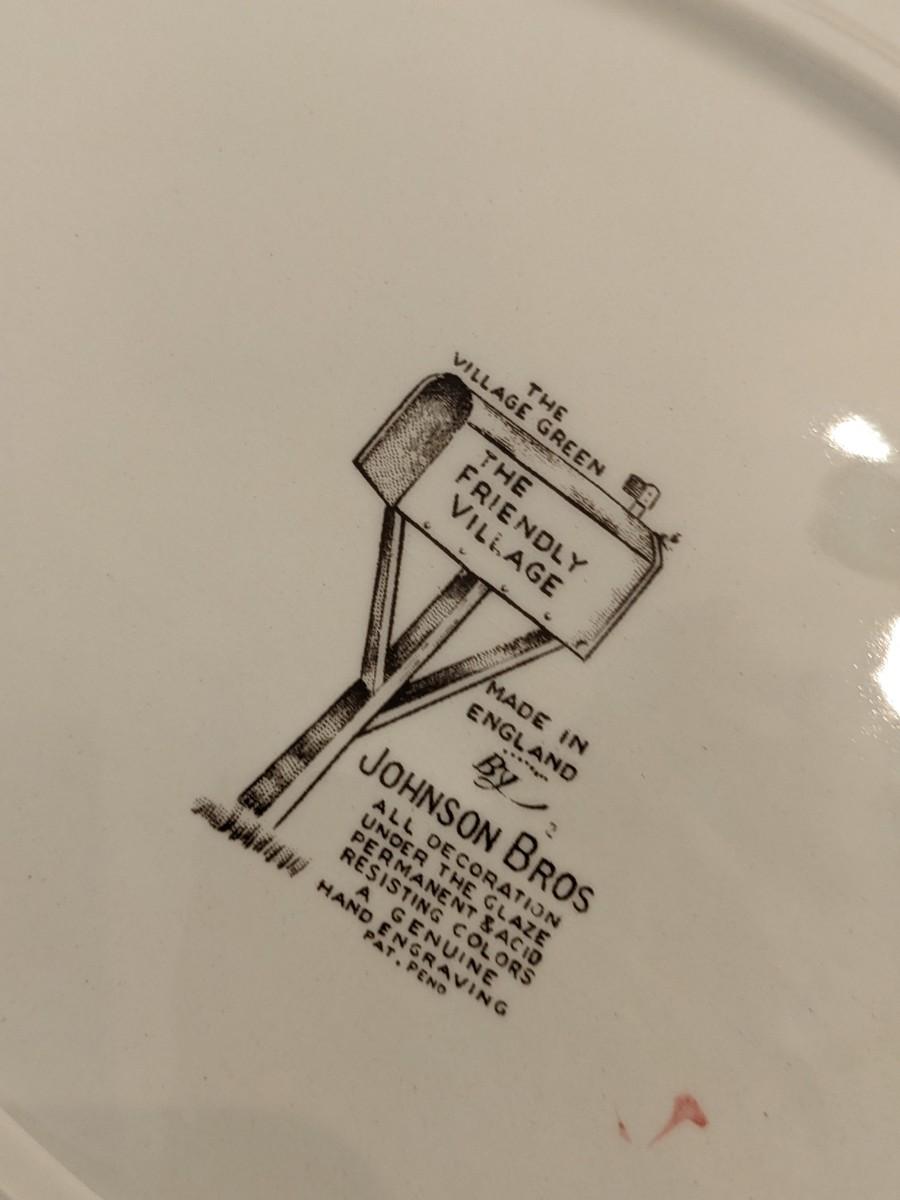 THE
VILLAGE GREEN
THE
FRIENDLY
VILLAGE
MADE IN
ENGLAND
By
JOHNSON BROS
2
ALL DECORATION
UNDER THE GLAZE
PERMANENT & ACID
RESISTING COLORS
A GENUINE
HAND ENGRAVING
PAT. PEND